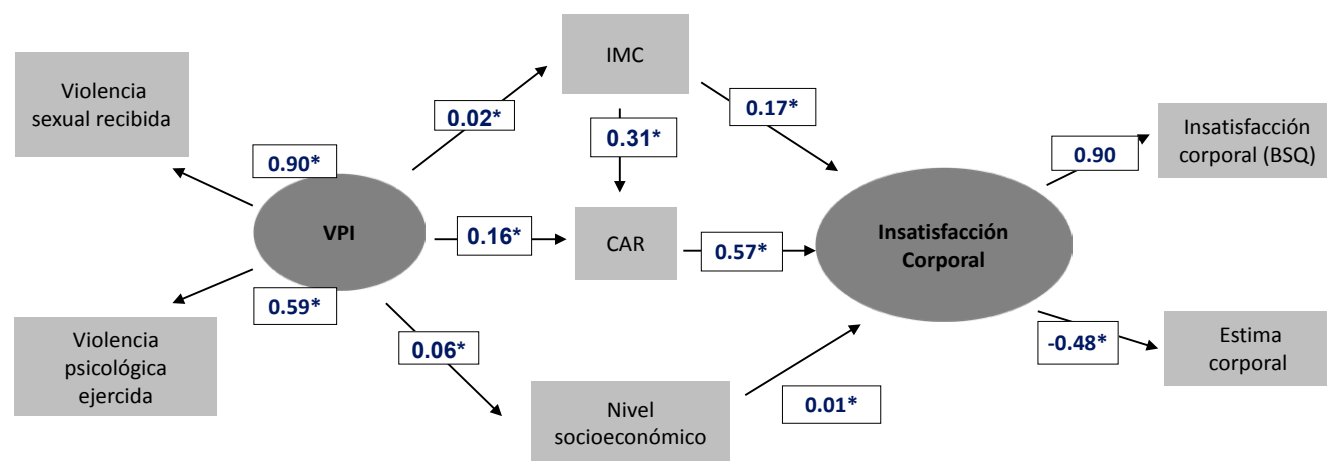 IMC
Violencia
sexual recibida
0.02*
0.17*
0.31*
Insatisfacción
corporal (BSQ)
0.90
0.90*
VPI
0.16*
CAR
0.57*
Insatisfacción
Corporal
0.59*
Violencia
psicológica
ejercida
0.06*
-0.48*
Estima
corporal
Nivel
socioeconómico
0.01*